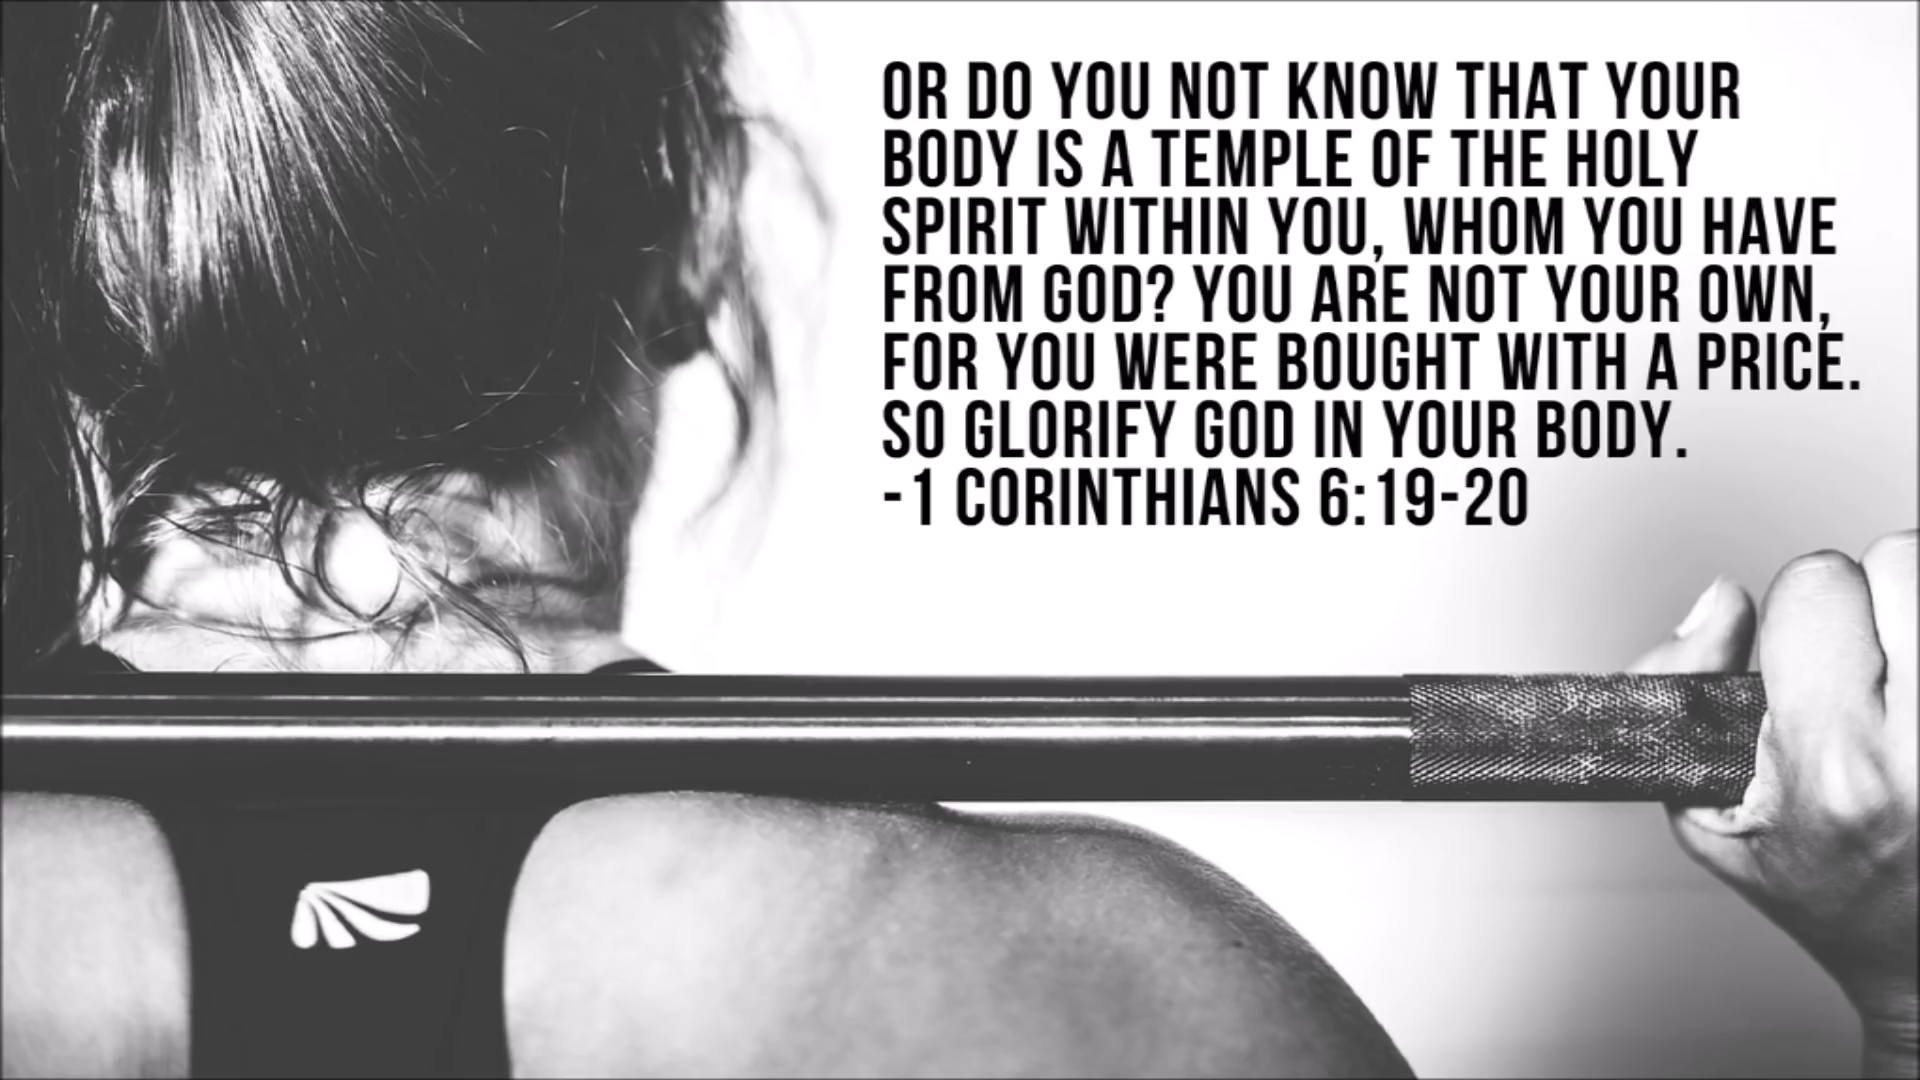 OR DO YOU NOT KNOW THAT YOUR
BODY IS A TEMPLE OF THE HOLY
SPIRIT WITHIN YOU, WHOM YOU HAVE
FROM GOD? YOU ARE NOT YOUR OWN,
FOR YOU WERE BOUGHT WITH A PRICE.
SO GLORIFY GOD IN YOUR BODY.
-1 CORINTHIANS 6:19-20